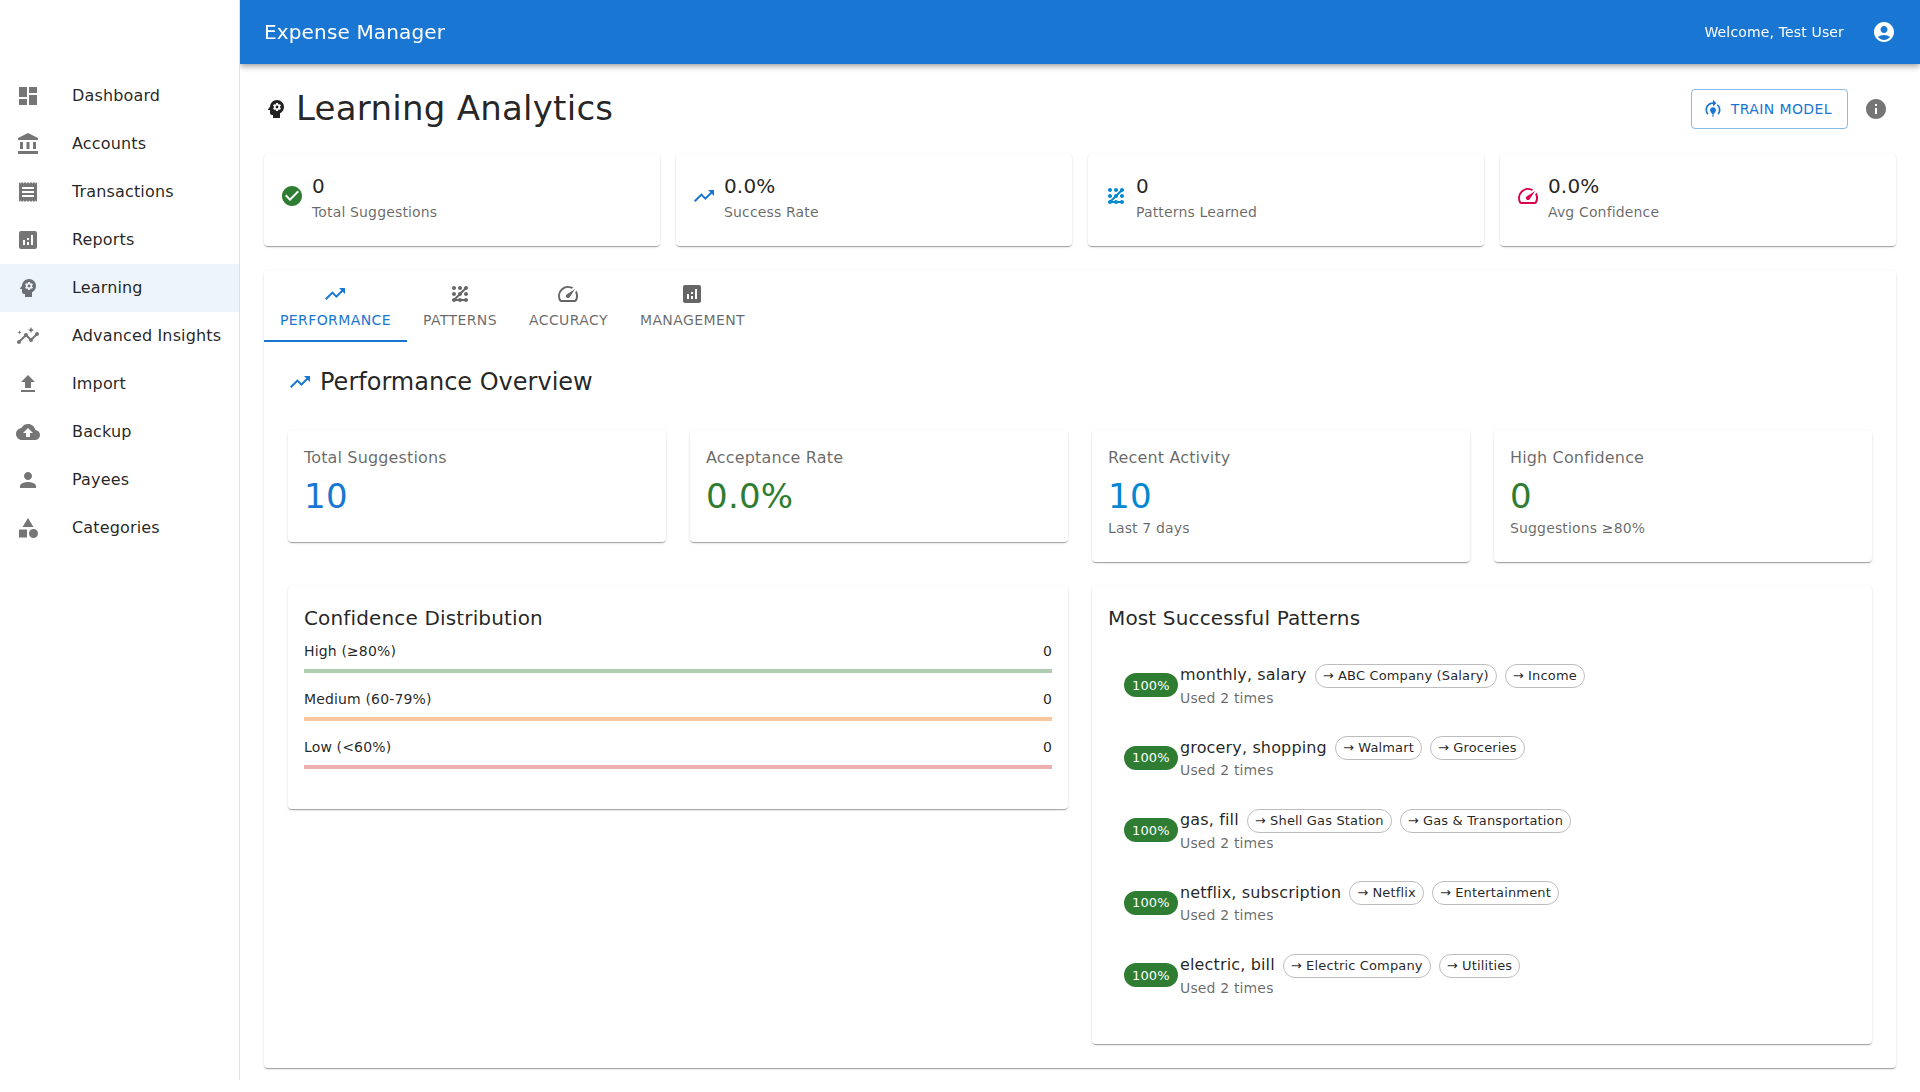 Expense Manager
Welcome, Test User
Dashboard
Accounts
Transactions
Reports
Learning
Advanced Insights
Import
Backup
Payees
Categories
Learning Analytics
TRAIN MODEL
0
Total Suggestions
0.0%
Success Rate
0
Patterns Learned
0.0%
Avg Confidence
PERFORMANCE
PATTERNS
ACCURACY
MANAGEMENT
Performance Overview
Total Suggestions
10
Acceptance Rate
0.0%
Recent Activity
10
Last 7 days
High Confidence
0
Suggestions ≥80%
Confidence Distribution
High (≥80%) 0
Medium (60-79%) 0
Low (<60%) 0
Most Successful Patterns
100% monthly, salary → ABC Company (Salary) → Income
Used 2 times
100% grocery, shopping → Walmart → Groceries
Used 2 times
100% gas, fill → Shell Gas Station → Gas & Transportation
Used 2 times
100% netflix, subscription → Netflix → Entertainment
Used 2 times
100% electric, bill → Electric Company → Utilities
Used 2 times